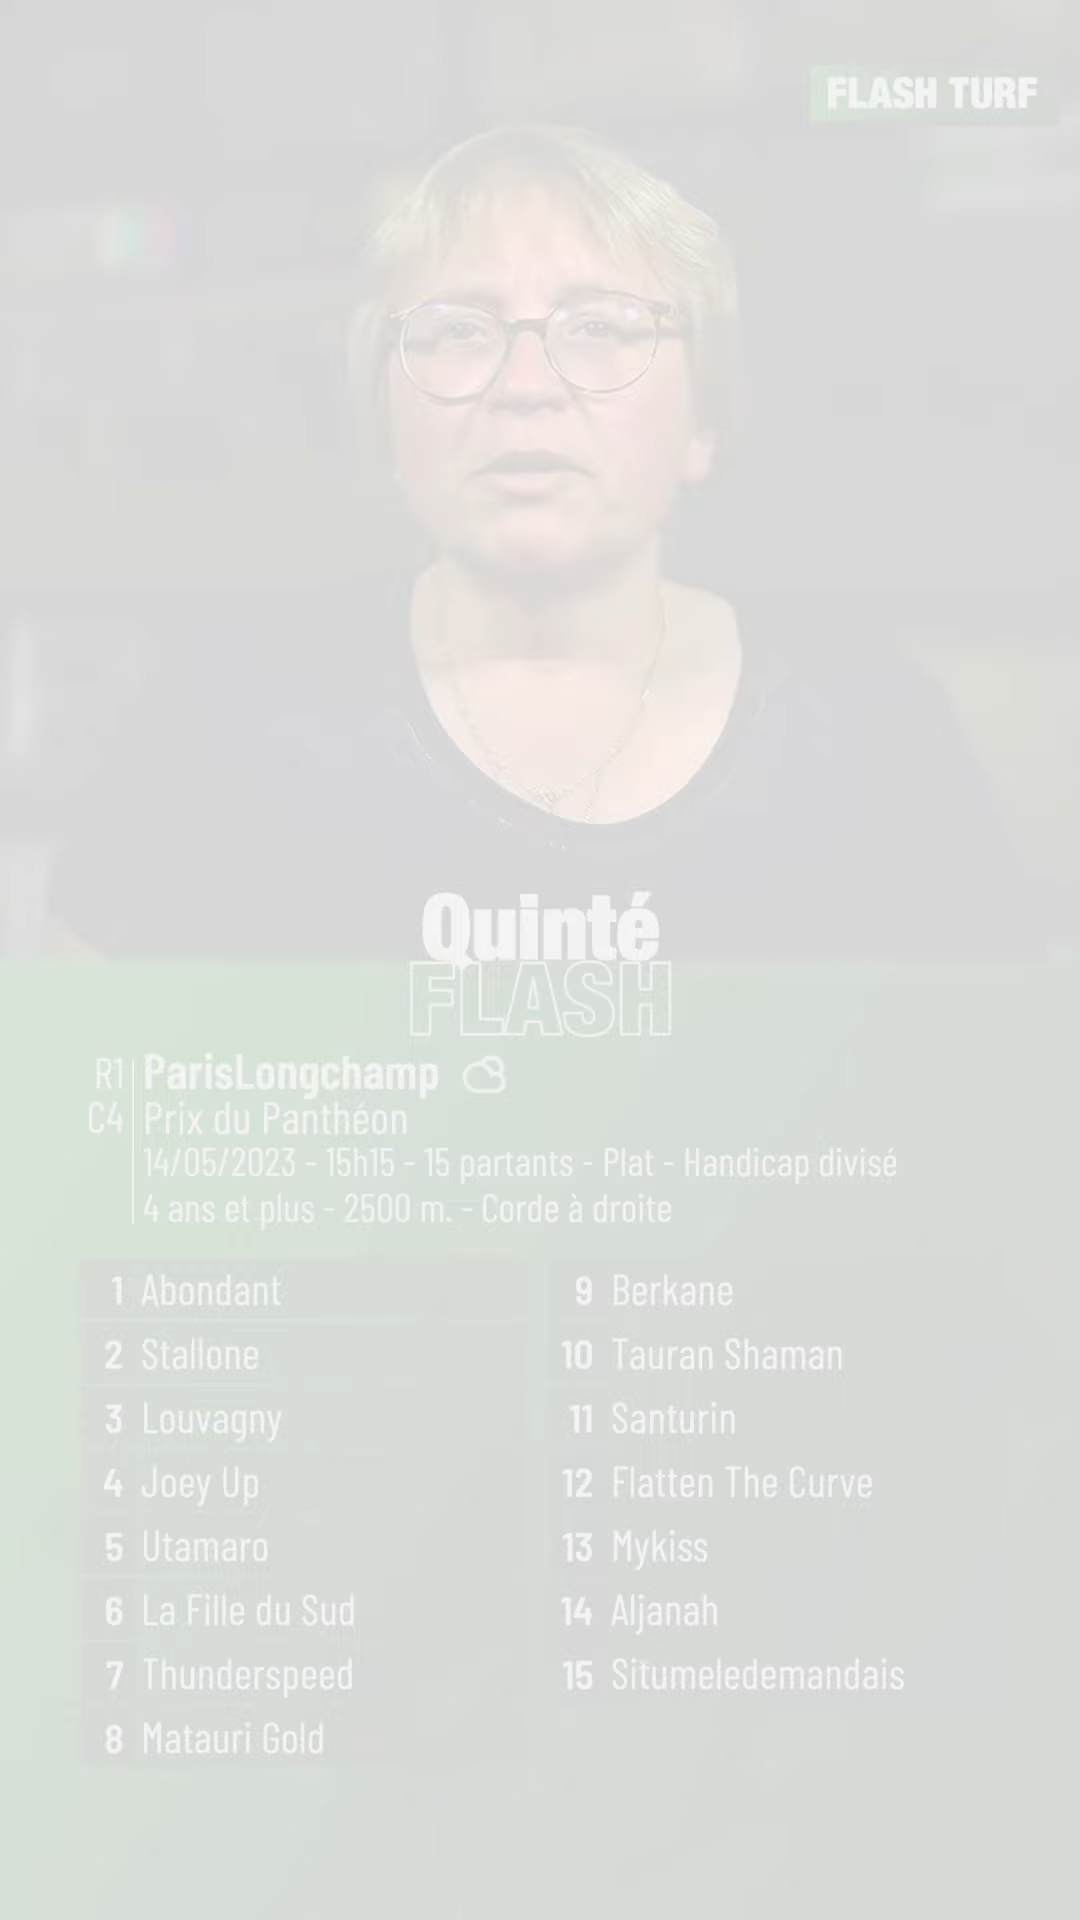 FLASH TURF
Quinté
FLASH
R1 ParisLongchamp
C4 Prix du Panthéon
14/05/2023 - 15h15 - 15 partants - Plat - Handicap divisé
4 ans et plus - 2500 m. - Corde à droite
1 Abondant
2 Stallone
3 Louvagny
4 Joey Up
5 Utamaro
6 La Fille du Sud
7 Thunderspeed
8 Matauri Gold
9 Berkane
10 Tauran Shaman
11 Santurin
12 Flatten The Curve
13 Mykiss
14 Aljanah
15 Situmeledemandais